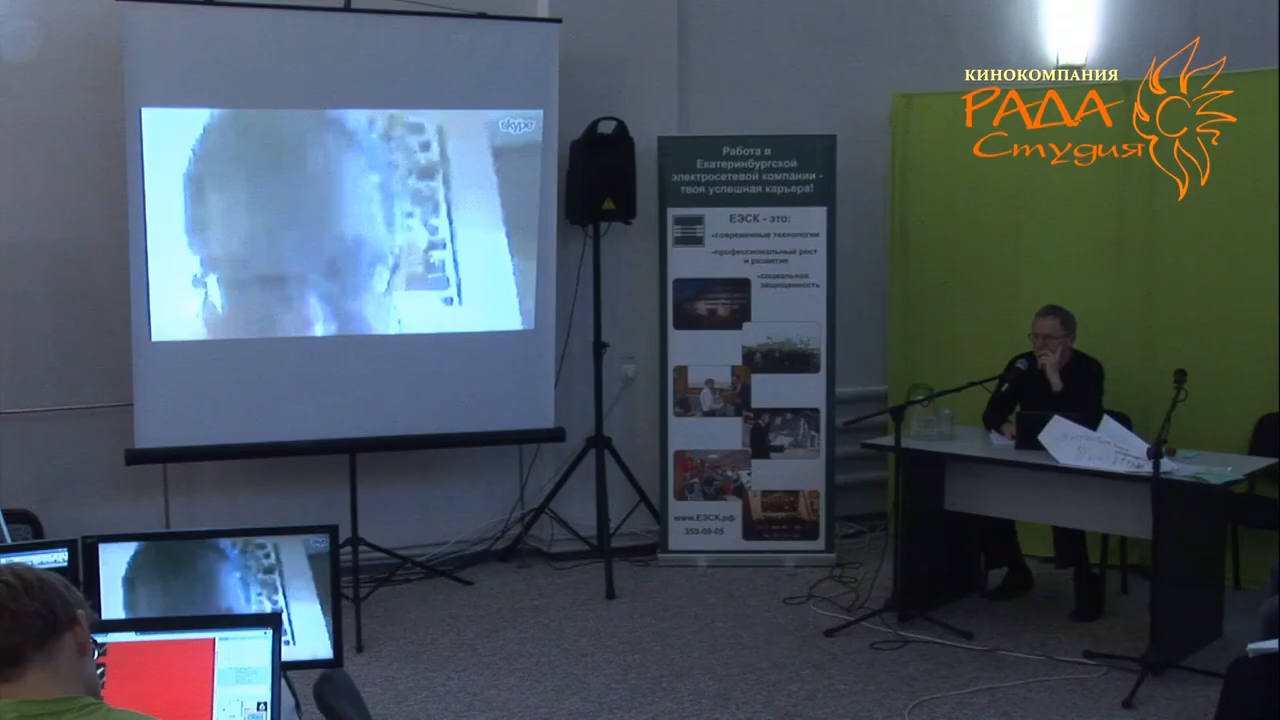 КИНОКОМПАНИЯ
РАДА
Студия
skype
Работа в
Екатеринбургской
электросетевой компании -
твоя успешная карьера!
ЕЭСК - это:
•современные технологии
•профессиональный рост
и развитие
•социальная
защищенность
www.ЕЭСК.рф
359-09-05